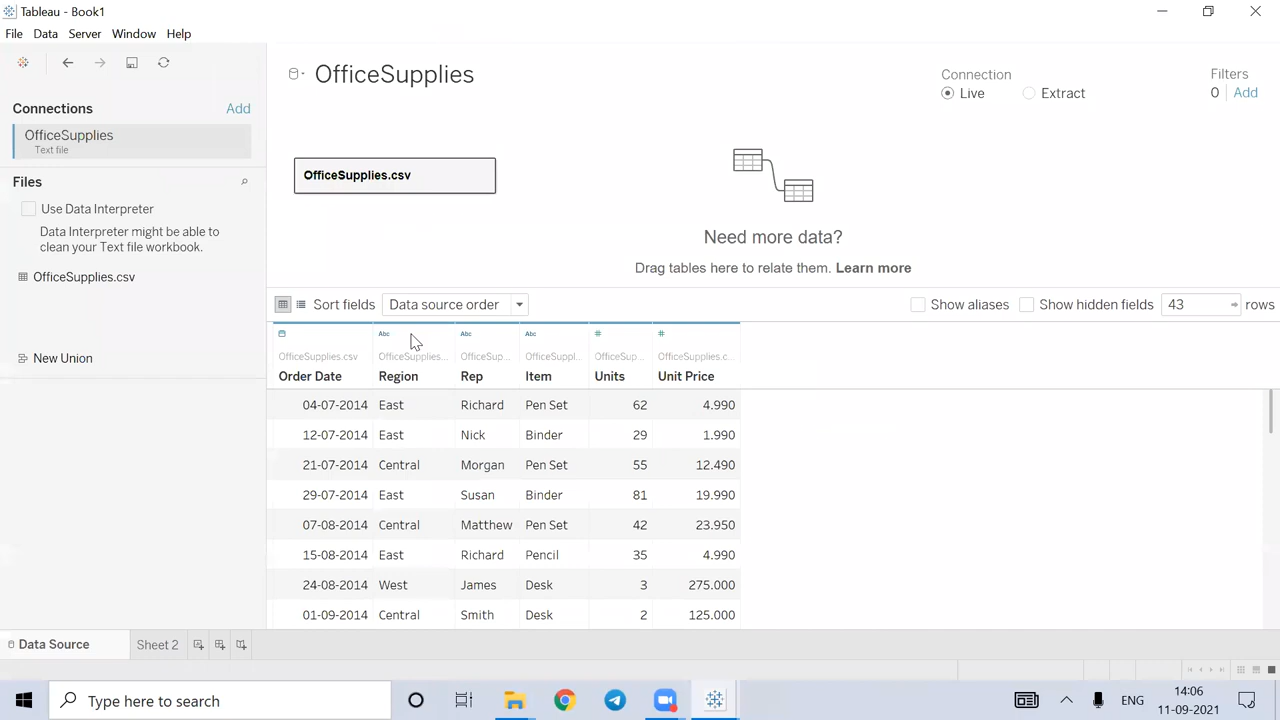 Tableau - Book1
File Data Server Window Help
Connections Add
OfficeSupplies
Text file
Files
Use Data Interpreter
Data Interpreter might be able to
clean your Text file workbook.
OfficeSupplies.csv
New Union
OfficeSupplies
Connection
Live Extract
Filters
0 Add
OfficeSupplies.csv
Need more data?
Drag tables here to relate them. Learn more
Sort fields Data source order Show aliases Show hidden fields 43 rows
Abc Abc Abc # #
OfficeSupplies.csv OfficeSupplies... OfficeSup... OfficeSuppl... OfficeSup... OfficeSupplies.c...
Order Date Region Rep Item Units Unit Price
04-07-2014 East Richard Pen Set 62 4.990
12-07-2014 East Nick Binder 29 1.990
21-07-2014 Central Morgan Pen Set 55 12.490
29-07-2014 East Susan Binder 81 19.990
07-08-2014 Central Matthew Pen Set 42 23.950
15-08-2014 East Richard Pencil 35 4.990
24-08-2014 West James Desk 3 275.000
01-09-2014 Central Smith Desk 2 125.000
Data Source Sheet 2
Type here to search
ENG
14:06
11-09-2021